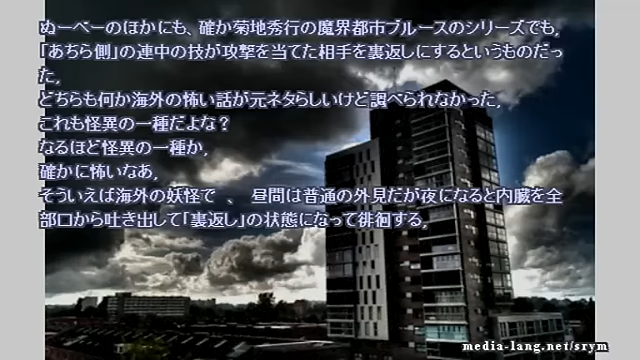 ぬーべーのほかにも、確か菊地秀行の魔界都市ブルースのシリーズでも,
「あちら側」の連中の技が攻撃を当てた相手を裏返しにするというものだっ
た,
どちらも何か海外の怖い話が元ネタらしいけど調べられなかった,
これも怪異の一種だよな？
なるほど怪異の一種か,
確かに怖いなあ,
そういえば海外の妖怪で　、　昼間は普通の外見だが夜になると内臓を全
部口から吐き出して「裏返し」の状態になって徘徊する,
media-lang.net/srym